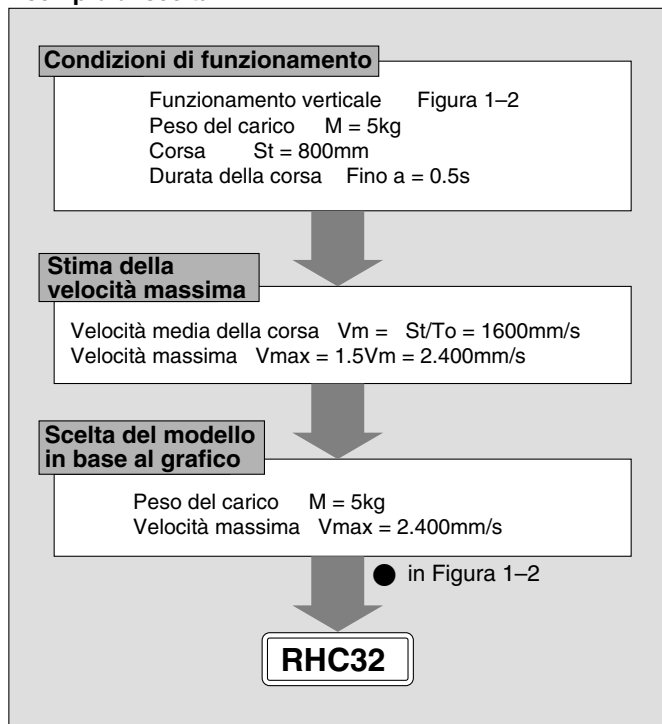 Condizioni di funzionamento
Funzionamento verticale Figura 1–2
Peso del carico M = 5kg
Corsa St = 800mm
Durata della corsa Fino a = 0.5s
Stima della
velocità massima
Velocità media della corsa Vm = St/To = 1600mm/s
Velocità massima Vmax = 1.5Vm = 2.400mm/s
Scelta del modello
in base al grafico
Peso del carico M = 5kg
Velocità massima Vmax = 2.400mm/s
● in Figura 1–2
RHC32